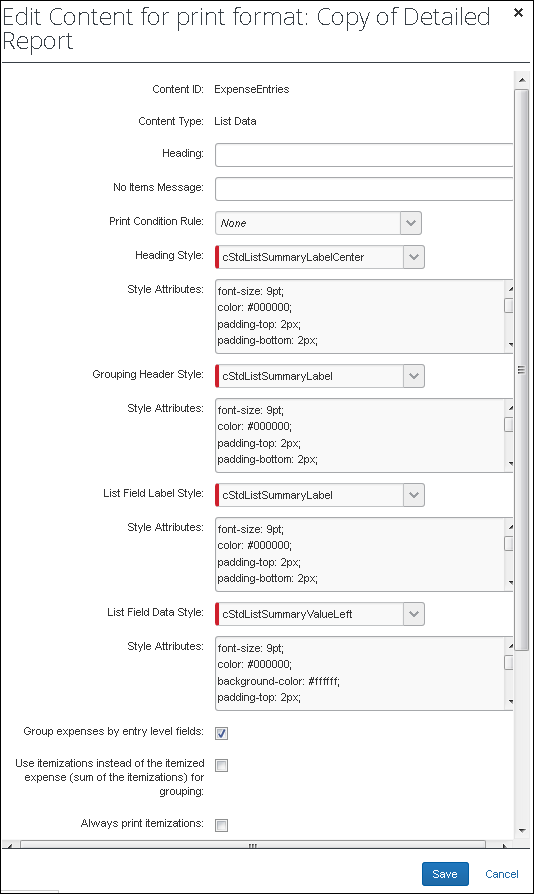 Edit Content for print format: Copy of Detailed
Report
Content ID: ExpenseEntries
Content Type: List Data
Heading:
No Items Message:
Print Condition Rule: None
Heading Style: cStdListSummaryLabelCenter
Style Attributes: font-size: 9pt;
color: #000000;
padding-top: 2px;
padding-bottom: 2px;
Grouping Header Style: cStdListSummaryLabel
Style Attributes: font-size: 9pt;
color: #000000;
padding-top: 2px;
padding-bottom: 2px;
List Field Label Style: cStdListSummaryLabel
Style Attributes: font-size: 9pt;
color: #000000;
padding-top: 2px;
padding-bottom: 2px;
List Field Data Style: cStdListSummaryValueLeft
Style Attributes: font-size: 9pt;
color: #000000;
background-color: #ffffff;
padding-top: 2px;
Group expenses by entry level fields:
Use itemizations instead of the itemized
expense (sum of the itemizations) for
grouping:
Always print itemizations:
Save Cancel